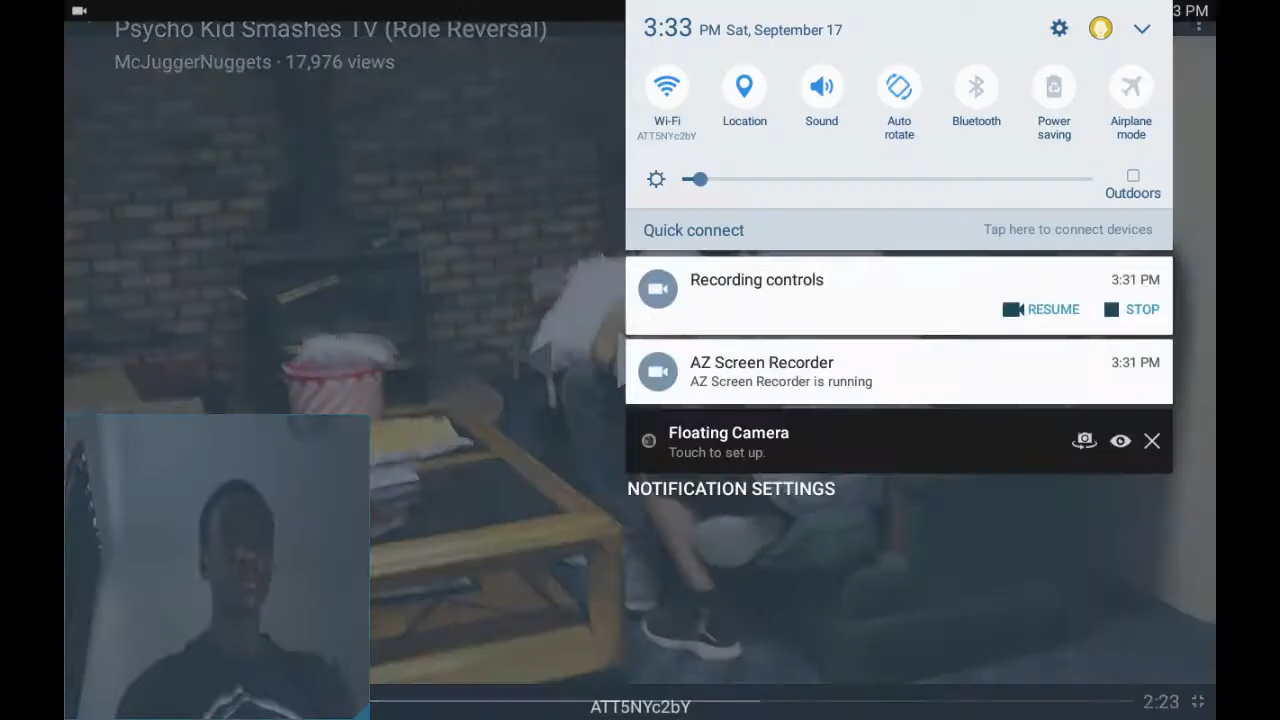 Psycho Kid Smashes TV (Role Reversal)
McJuggerNuggets · 17,976 views
3 PM
3:33 PM Sat, September 17
Wi-Fi
ATT5NYc2bY
Location
Sound
Auto
rotate
Bluetooth
Power
saving
Airplane
mode
Outdoors
Quick connect
Tap here to connect devices
Recording controls
3:31 PM
RESUME
STOP
AZ Screen Recorder
3:31 PM
AZ Screen Recorder is running
Floating Camera
Touch to set up.
NOTIFICATION SETTINGS
ATT5NYc2bY
2:23